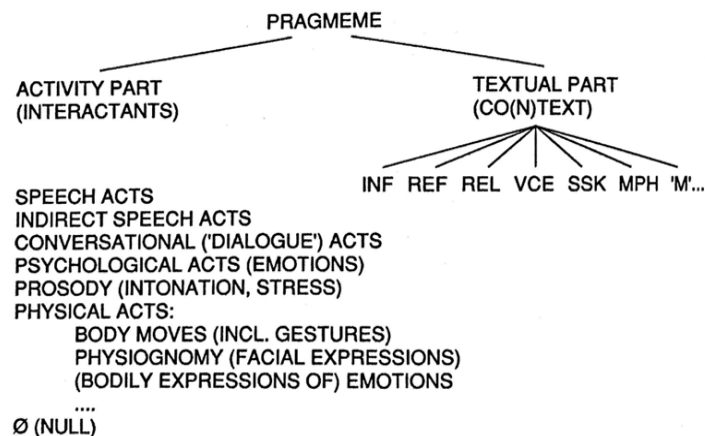 PRAGMEME
ACTIVITY PART
(INTERACTANTS)
TEXTUAL PART
(CO(N)TEXT)
INF REF REL VCE SSK MPH 'M'...
SPEECH ACTS
INDIRECT SPEECH ACTS
CONVERSATIONAL ('DIALOGUE') ACTS
PSYCHOLOGICAL ACTS (EMOTIONS)
PROSODY (INTONATION, STRESS)
PHYSICAL ACTS:
BODY MOVES (INCL. GESTURES)
PHYSIOGNOMY (FACIAL EXPRESSIONS)
(BODILY EXPRESSIONS OF) EMOTIONS
....
Ø (NULL)